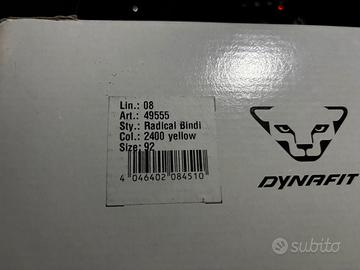 Lin.: 08
Art.: 49555
Sty.: Radical Bindi
Col.: 2400 yellow
Size: 92
4 046402 084510
DYNAFIT
subito